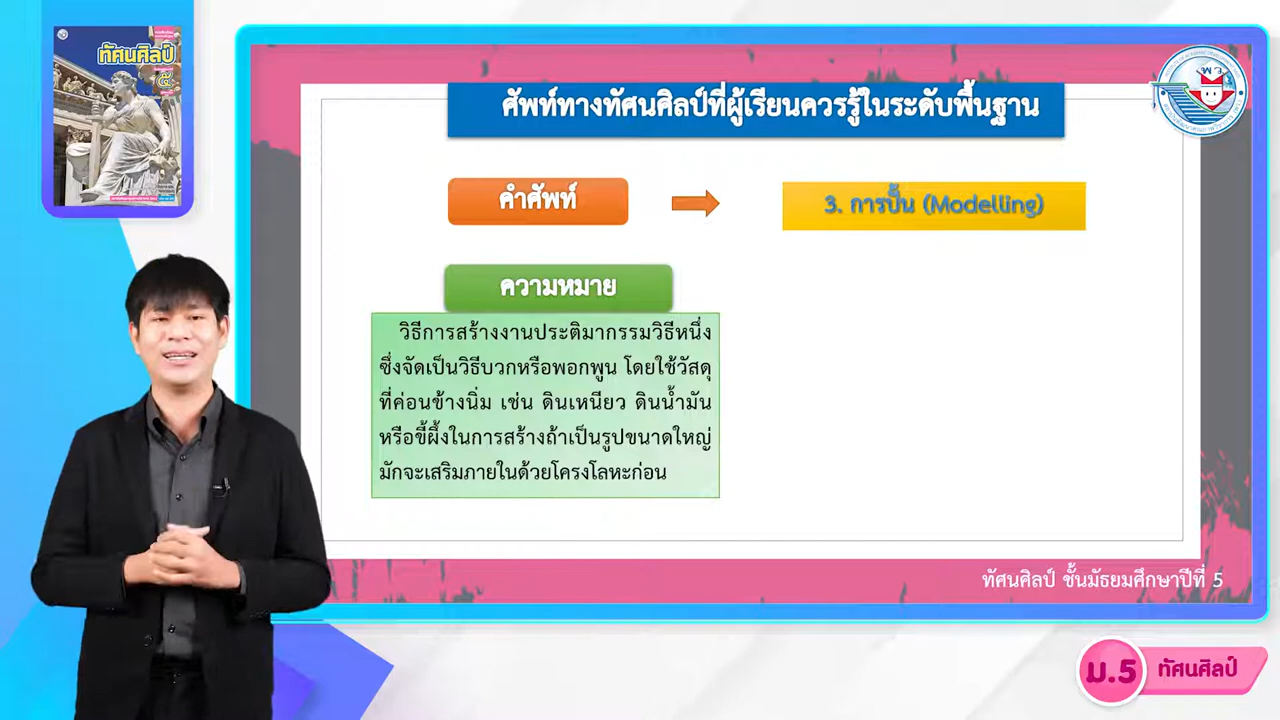 ทัศนศิลป์
๕
ศัพท์ทางทัศนศิลป์ที่ผู้เรียนควรรู้ในระดับพื้นฐาน
พว
คำศัพท์
3. การปั้น (Modelling)
ความหมาย
วิธีการสร้างงานประติมากรรมวิธีหนึ่ง
ซึ่งจัดเป็นวิธีบวกหรือพอกพูน โดยใช้วัสดุ
ที่ค่อนข้างนิ่ม เช่น ดินเหนียว ดินน้ำมัน
หรือขี้ผึ้งในการสร้างถ้าเป็นรูปขนาดใหญ่
มักจะเสริมภายในด้วยโครงโลหะก่อน
ทัศนศิลป์ ชั้นมัธยมศึกษาปีที่ 5
ม.5 ทัศนศิลป์